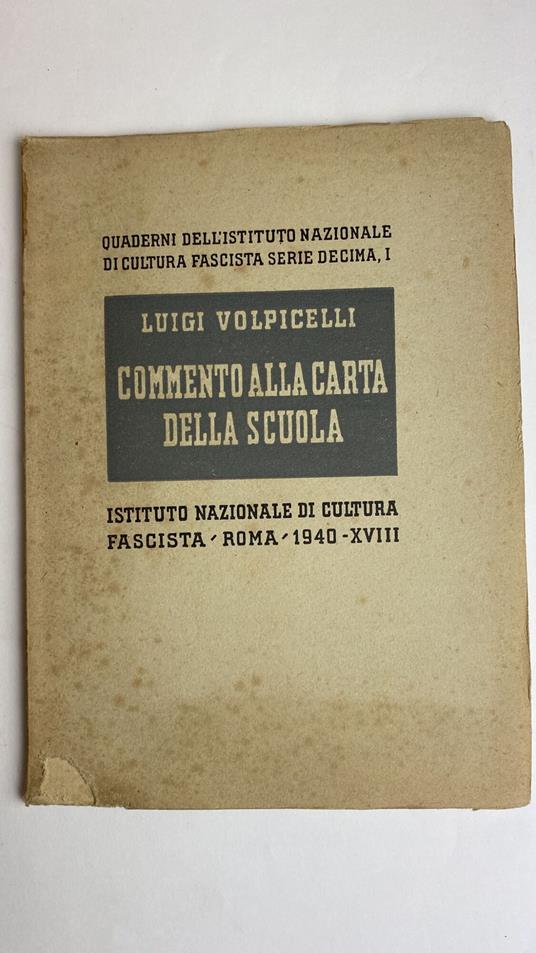 QUADERNI DELL'ISTITUTO NAZIONALE
DI CULTURA FASCISTA SERIE DECIMA, I
LUIGI VOLPICELLI
COMMENTO ALLA CARTA
DELLA SCUOLA
ISTITUTO NAZIONALE DI CULTURA
FASCISTA - ROMA - 1940 - XVIII